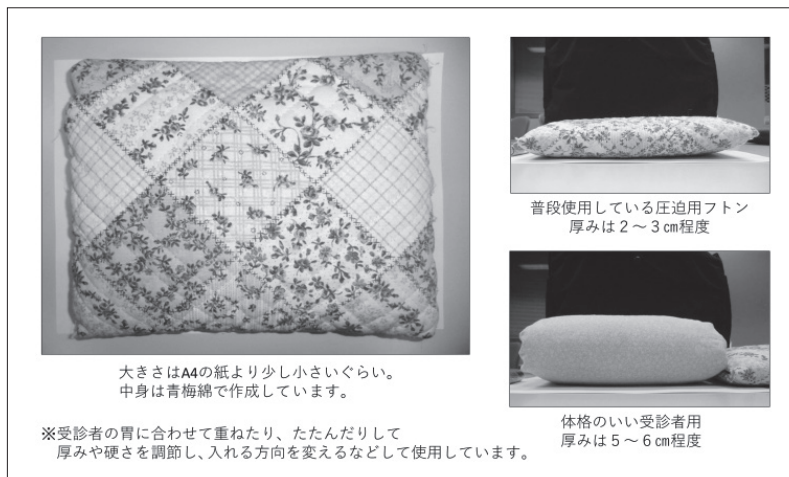 大きさはA4の紙より少し小さいぐらい。
中身は青梅綿で作成しています。
※受診者の胃に合わせて重ねたり、たたんだりして
厚みや硬さを調節し、入れる方向を変えるなどして使用しています。
普段使用している圧迫用フトン
厚みは2～3㎝程度
体格のいい受診者用
厚みは5～6㎝程度